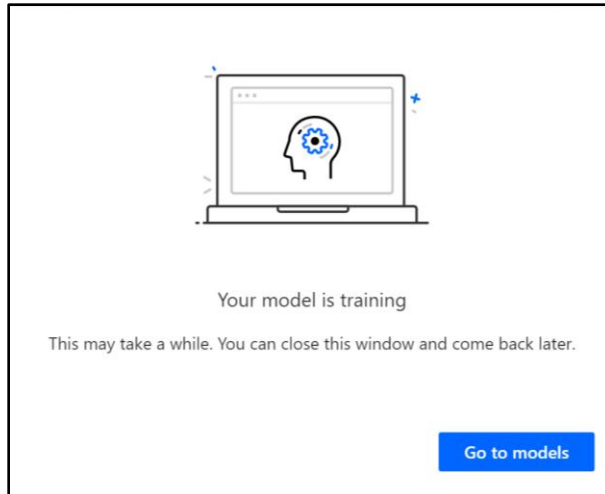 Your model is training
This may take a while. You can close this window and come back later.
Go to models